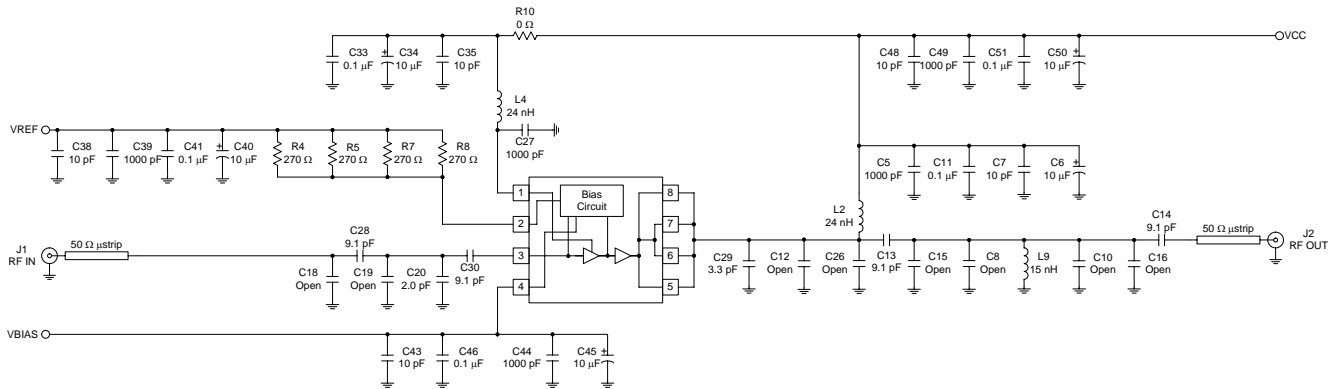 R10
0 Ω
C33
0.1 µF
C34
10 µF
C35
10 pF
C48
10 pF
C49
1000 pF
C51
0.1 µF
C50
10 µF
VCC
L4
24 nH
C27
1000 pF
VREF
C38
10 pF
C39
1000 pF
C41
0.1 µF
C40
10 µF
R4
270 Ω
R5
270 Ω
R7
270 Ω
R8
270 Ω
C5
1000 pF
C11
0.1 µF
C7
10 pF
C6
10 µF
L2
24 nH
1
2
3
4
Bias
Circuit
8
7
6
5
J1
RF IN
50 Ω µstrip
C28
9.1 pF
C18
Open
C19
Open
C20
2.0 pF
C30
9.1 pF
C29
3.3 pF
C12
Open
C26
Open
C13
9.1 pF
C15
Open
C8
Open
L9
15 nH
C10
Open
C16
Open
C14
9.1 pF
50 Ω µstrip
J2
RF OUT
VBIAS
C43
10 pF
C46
0.1 µF
C44
1000 pF
C45
10 µF